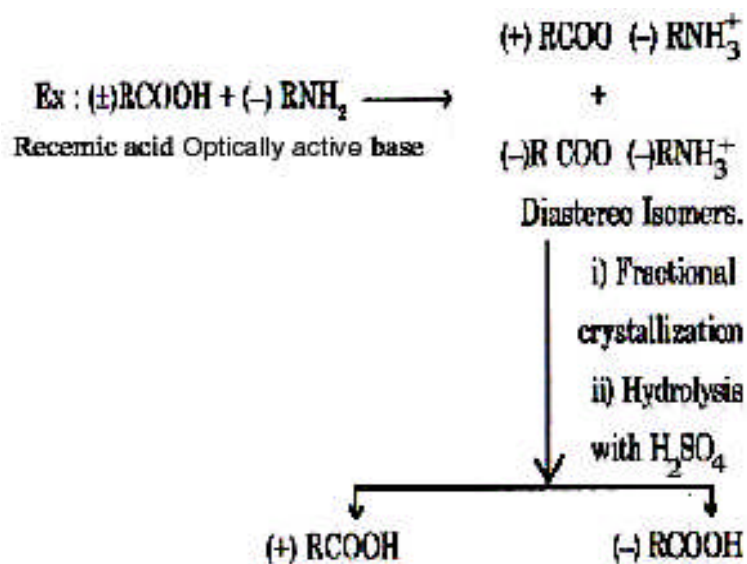 (+) RCOO (–) RNH₃⁺
Ex : (±)RCOOH + (–) RNH₂ ⟶ +
Recemic acid Optically active base
(–)R COO (–)RNH₃⁺
Diastereo Isomers.
i) Fractional
crystallization
ii) Hydrolysis
with H₂SO₄
(+) RCOOH (–) RCOOH